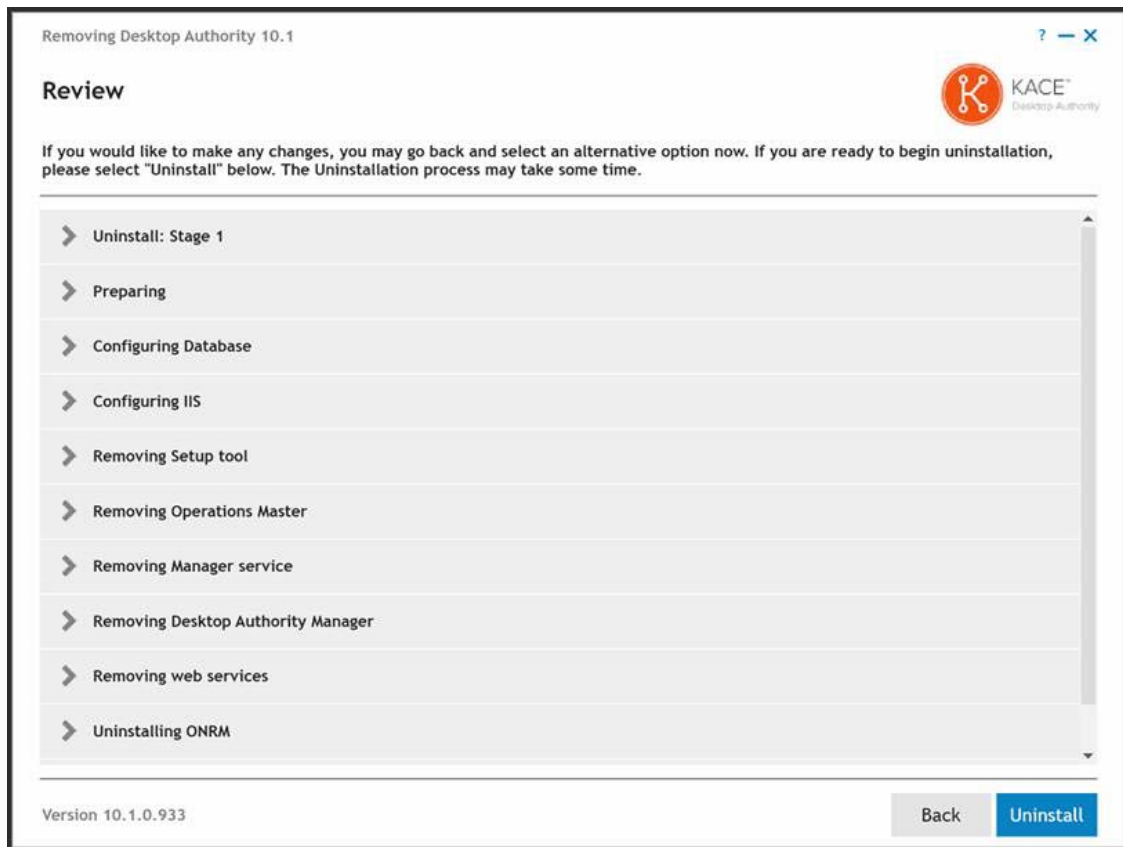 Removing Desktop Authority 10.1
?
Review
KACE™
Desktop Authority
If you would like to make any changes, you may go back and select an alternative option now. If you are ready to begin uninstallation,
please select "Uninstall" below. The Uninstallation process may take some time.
Uninstall: Stage 1
Preparing
Configuring Database
Configuring IIS
Removing Setup tool
Removing Operations Master
Removing Manager service
Removing Desktop Authority Manager
Removing web services
Uninstalling ONRM
Version 10.1.0.933
Back
Uninstall